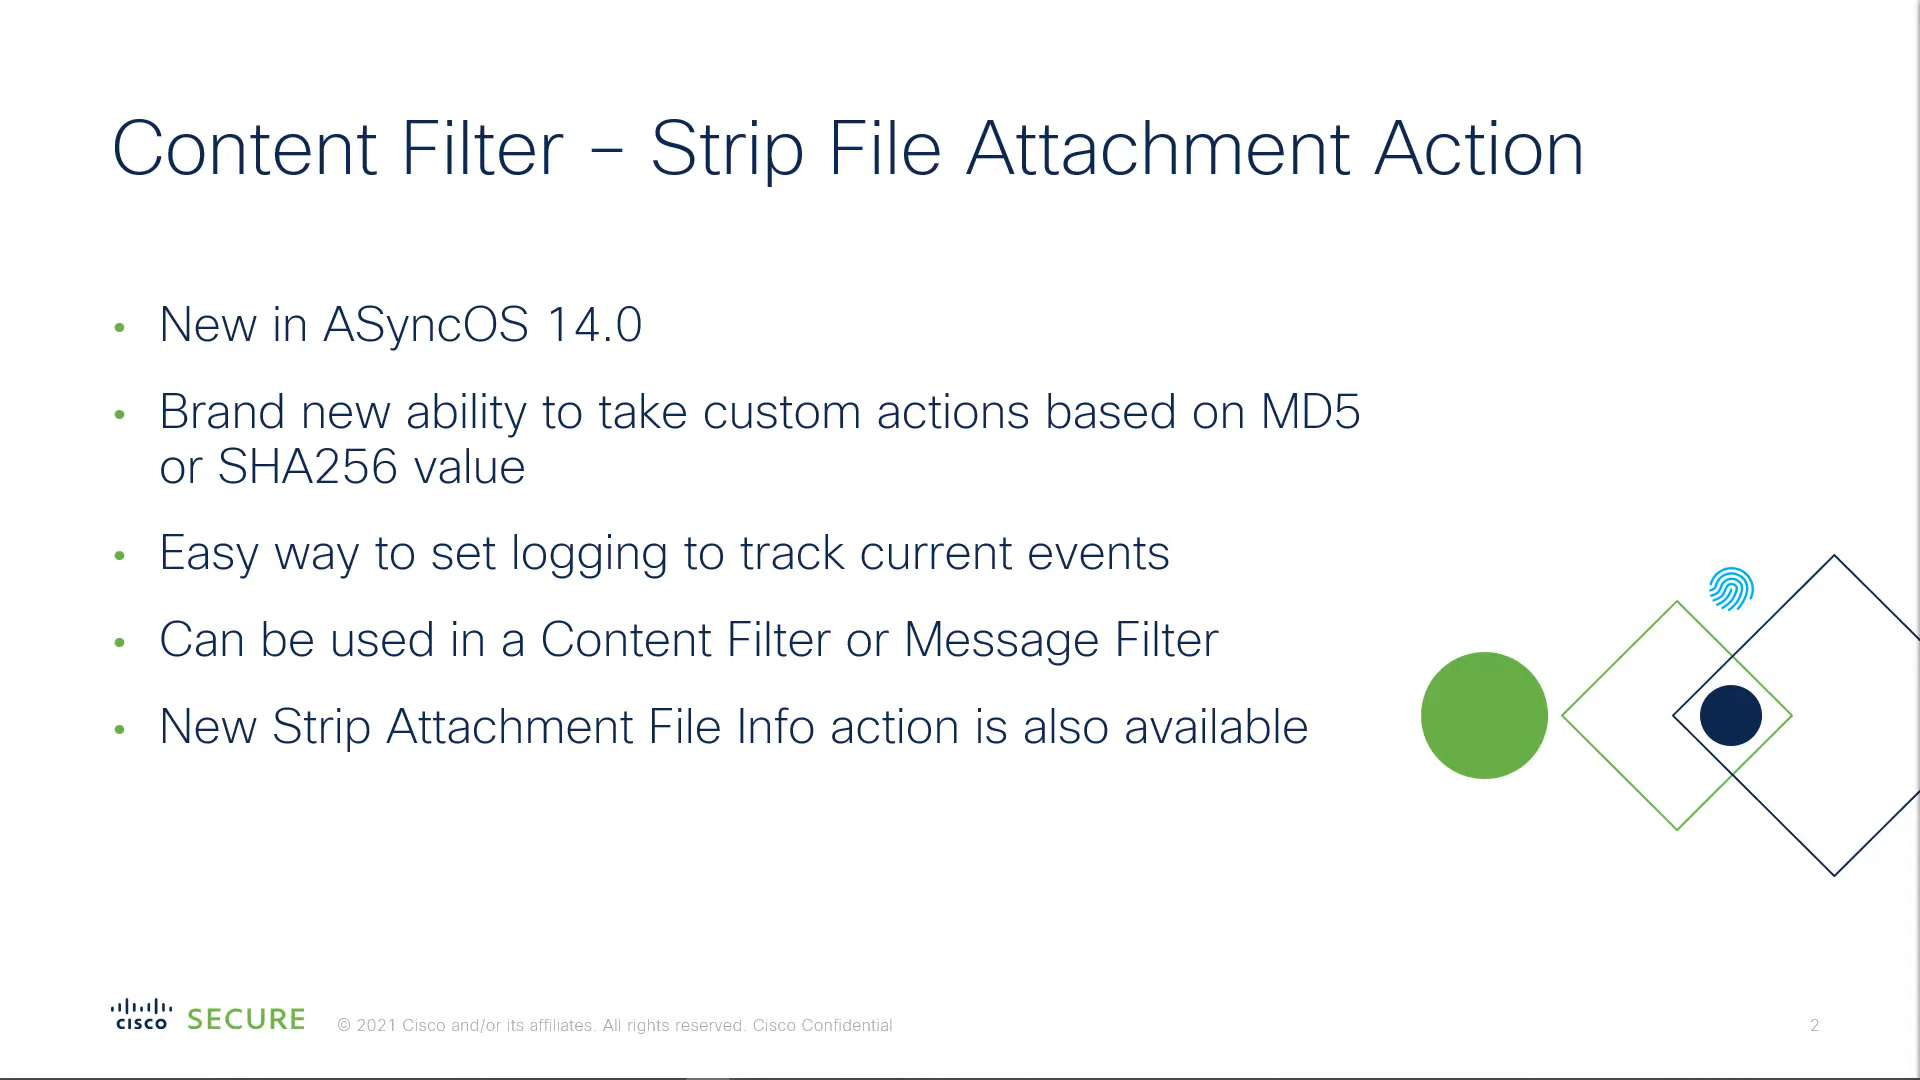 Content Filter – Strip File Attachment Action
• New in ASyncOS 14.0
• Brand new ability to take custom actions based on MD5
or SHA256 value
• Easy way to set logging to track current events
• Can be used in a Content Filter or Message Filter
• New Strip Attachment File Info action is also available
CISCO SECURE © 2021 Cisco and/or its affiliates. All rights reserved. Cisco Confidential 2